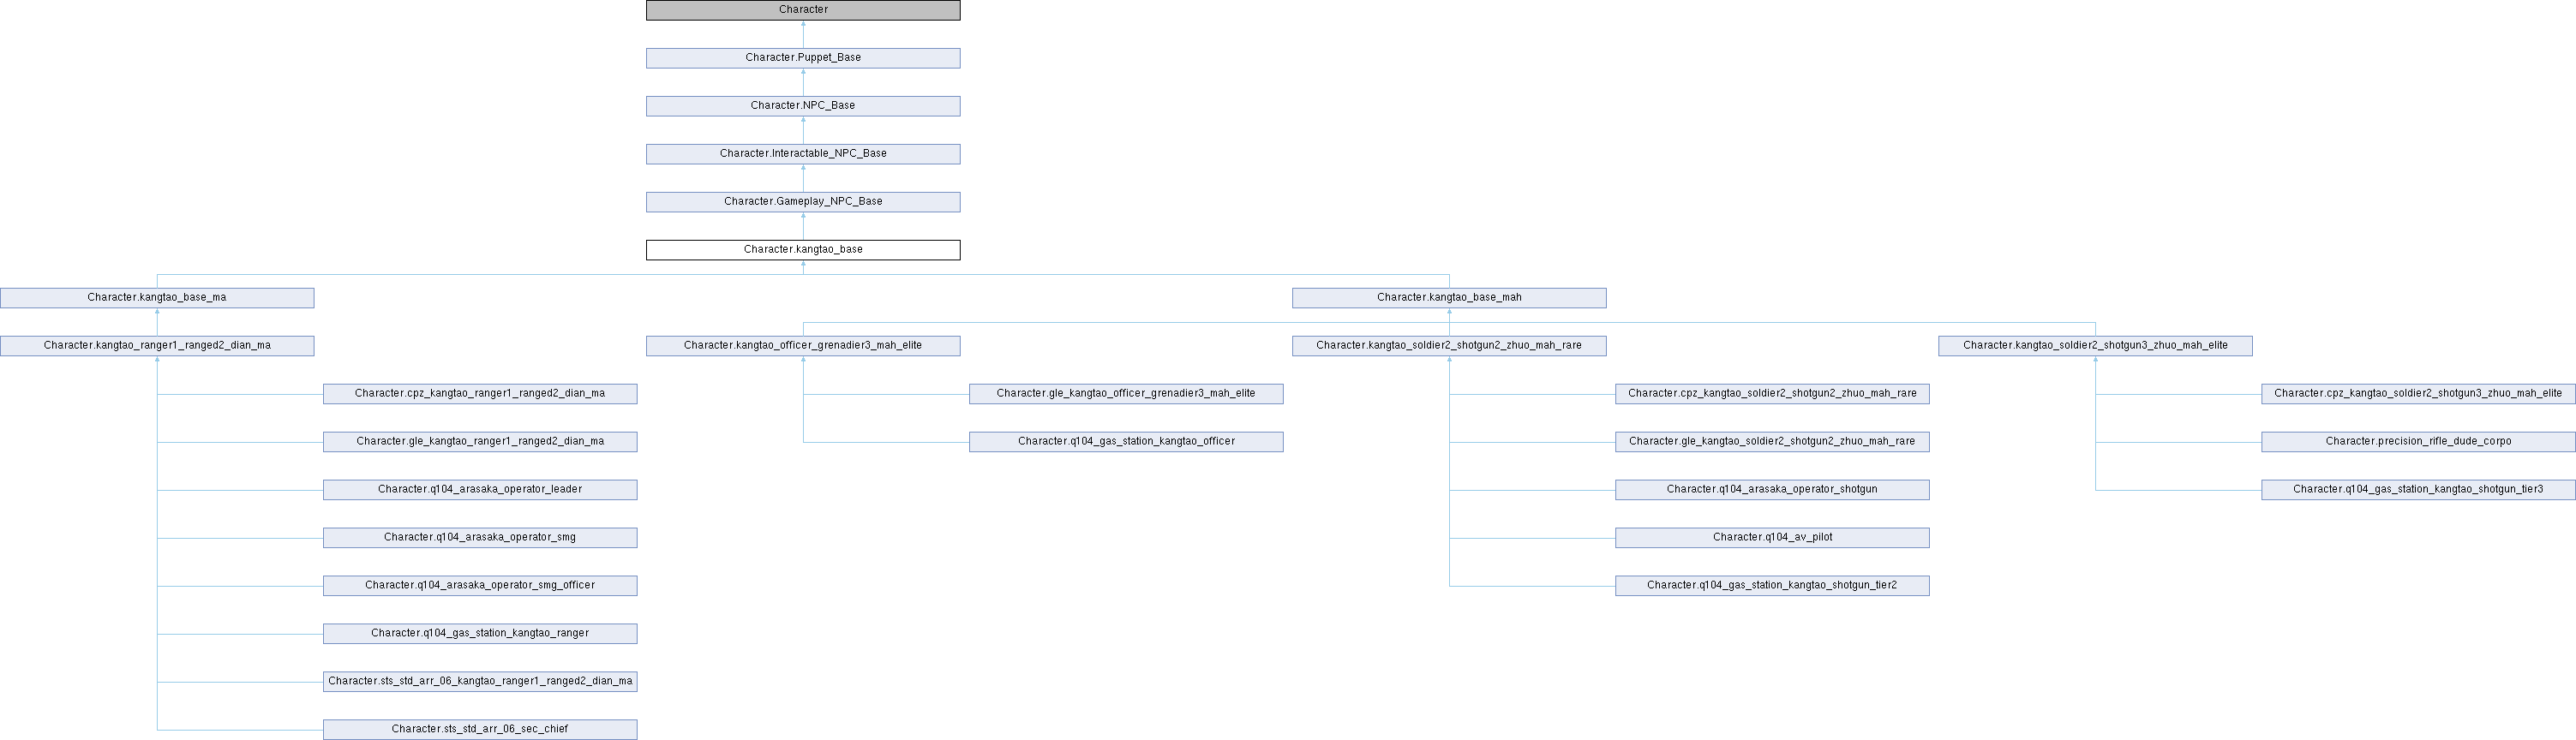 Character
Character.Puppet_Base
Character.NPC_Base
Character.Interactable_NPC_Base
Character.Gameplay_NPC_Base
Character.kangtao_base
Character.kangtao_base_ma
Character.kangtao_base_mah
Character.kangtao_ranger1_ranged2_dian_ma
Character.kangtao_officer_grenadier3_mah_elite
Character.kangtao_soldier2_shotgun2_zhuo_mah_rare
Character.kangtao_soldier2_shotgun3_zhuo_mah_elite
Character.cpz_kangtao_ranger1_ranged2_dian_ma
Character.gle_kangtao_officer_grenadier3_mah_elite
Character.cpz_kangtao_soldier2_shotgun2_zhuo_mah_rare
Character.cpz_kangtao_soldier2_shotgun3_zhuo_mah_elite
Character.gle_kangtao_ranger1_ranged2_dian_ma
Character.q104_gas_station_kangtao_officer
Character.gle_kangtao_soldier2_shotgun2_zhuo_mah_rare
Character.precision_rifle_dude_corpo
Character.q104_arasaka_operator_leader
Character.q104_arasaka_operator_shotgun
Character.q104_gas_station_kangtao_shotgun_tier3
Character.q104_arasaka_operator_smg
Character.q104_av_pilot
Character.q104_arasaka_operator_smg_officer
Character.q104_gas_station_kangtao_shotgun_tier2
Character.q104_gas_station_kangtao_ranger
Character.sts_std_arr_06_kangtao_ranger1_ranged2_dian_ma
Character.sts_std_arr_06_sec_chief